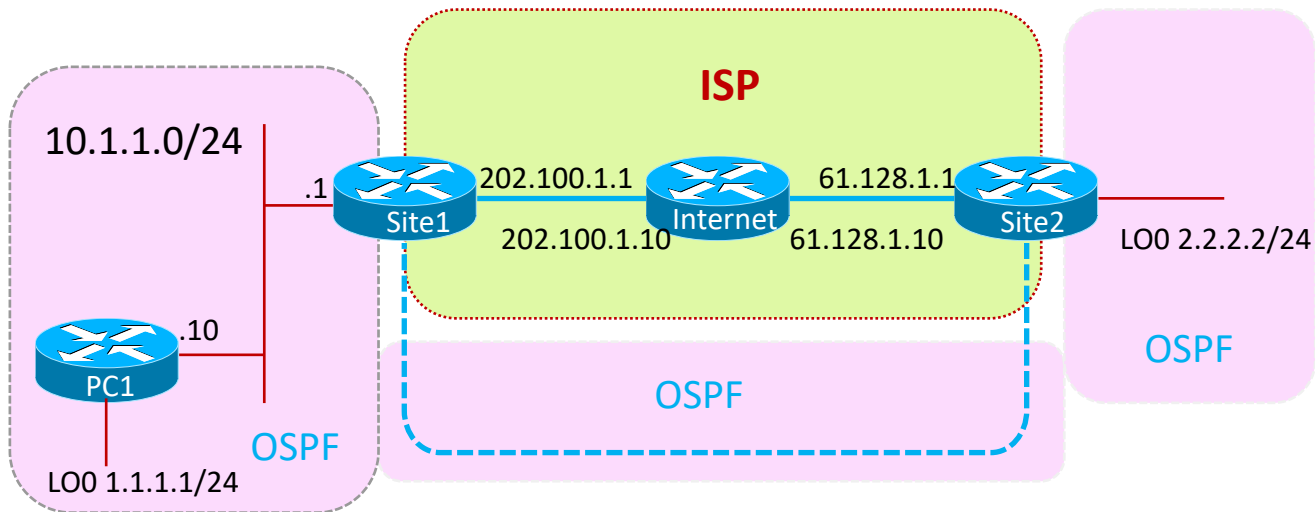 ISP
10.1.1.0/24
.1
Site1
202.100.1.1
202.100.1.10
Internet
61.128.1.1
61.128.1.10
Site2
LO0 2.2.2.2/24
.10
PC1
OSPF
LO0 1.1.1.1/24
OSPF
OSPF